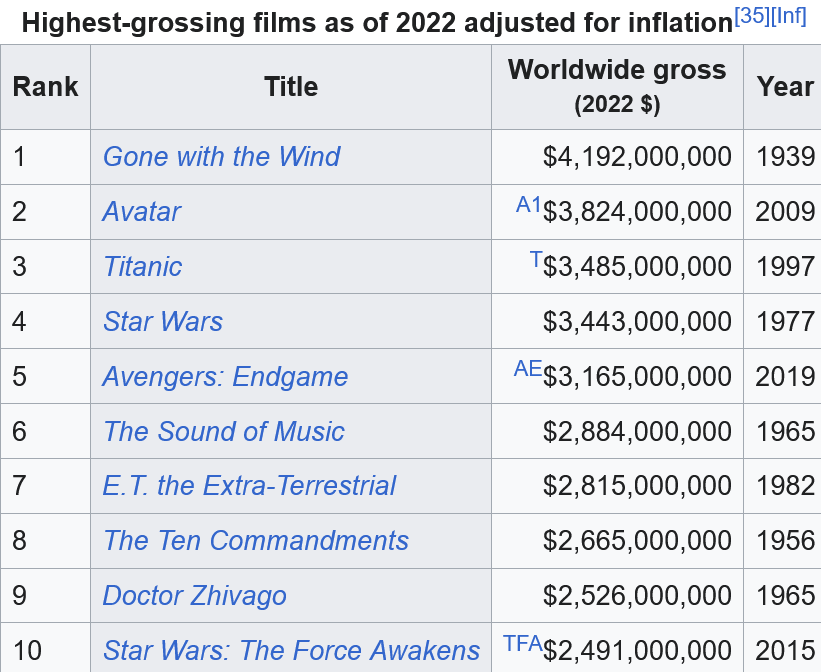 Highest-grossing films as of 2022 adjusted for inflation[35][Inf]
Rank Title Worldwide gross (2022 $) Year
1 Gone with the Wind $4,192,000,000 1939
2 Avatar A1$3,824,000,000 2009
3 Titanic T$3,485,000,000 1997
4 Star Wars $3,443,000,000 1977
5 Avengers: Endgame AE$3,165,000,000 2019
6 The Sound of Music $2,884,000,000 1965
7 E.T. the Extra-Terrestrial $2,815,000,000 1982
8 The Ten Commandments $2,665,000,000 1956
9 Doctor Zhivago $2,526,000,000 1965
10 Star Wars: The Force Awakens TFA$2,491,000,000 2015